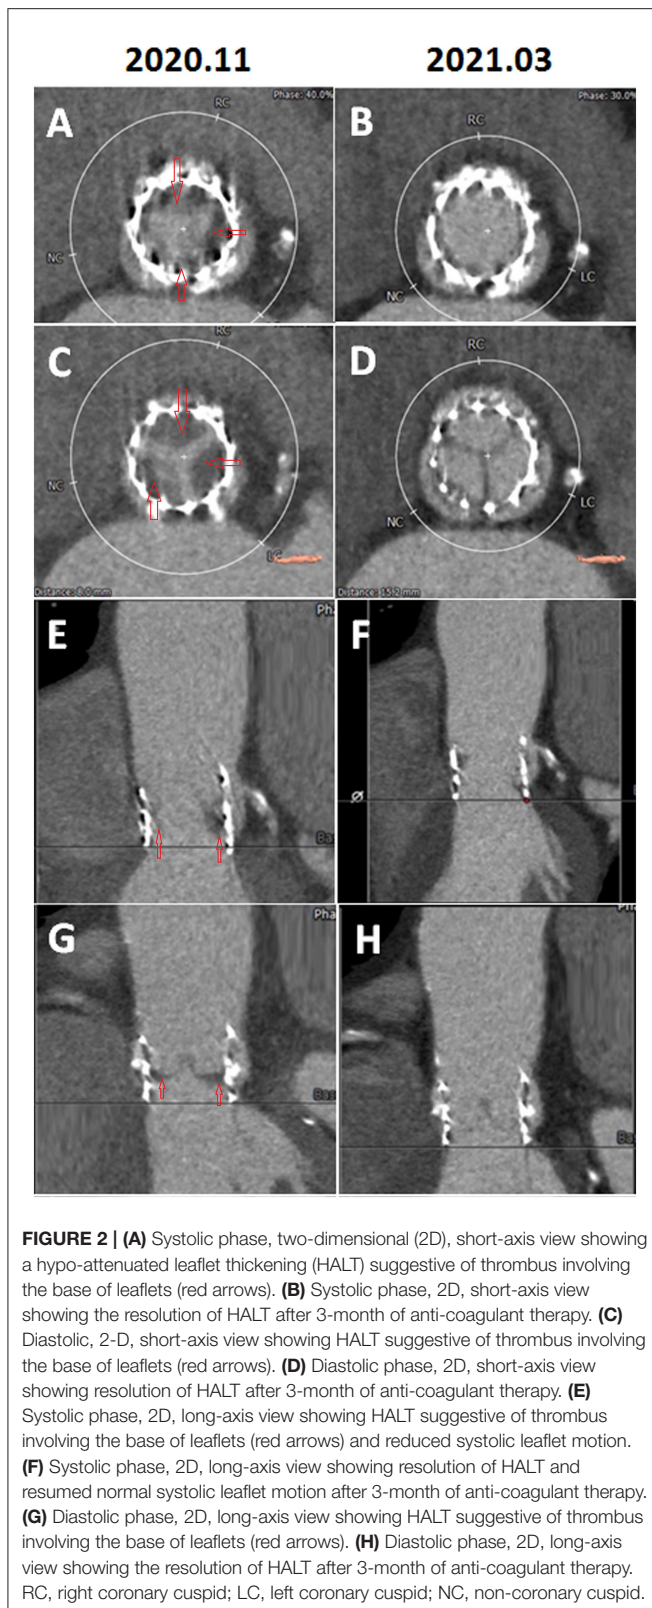 2020.11 2021.03
A RC Phase: 40.0% NC
B RC Phase: 30.0% NC LC
C RC NC LC Distance: 8.0 mm
D RC NC LC Distance: 15.2 mm
E Pha Bas
F Ø
G Pha Bas
H Pha Ba
FIGURE 2 | (A) Systolic phase, two-dimensional (2D), short-axis view showing
a hypo-attenuated leaflet thickening (HALT) suggestive of thrombus involving
the base of leaflets (red arrows). (B) Systolic phase, 2D, short-axis view
showing the resolution of HALT after 3-month of anti-coagulant therapy. (C)
Diastolic, 2-D, short-axis view showing HALT suggestive of thrombus involving
the base of leaflets (red arrows). (D) Diastolic phase, 2D, short-axis view
showing resolution of HALT after 3-month of anti-coagulant therapy. (E)
Systolic phase, 2D, long-axis view showing HALT suggestive of thrombus
involving the base of leaflets (red arrows) and reduced systolic leaflet motion.
(F) Systolic phase, 2D, long-axis view showing resolution of HALT and
resumed normal systolic leaflet motion after 3-month of anti-coagulant therapy.
(G) Diastolic phase, 2D, long-axis view showing HALT suggestive of thrombus
involving the base of leaflets (red arrows). (H) Diastolic phase, 2D, long-axis
view showing the resolution of HALT after 3-month of anti-coagulant therapy.
RC, right coronary cuspid; LC, left coronary cuspid; NC, non-coronary cuspid.